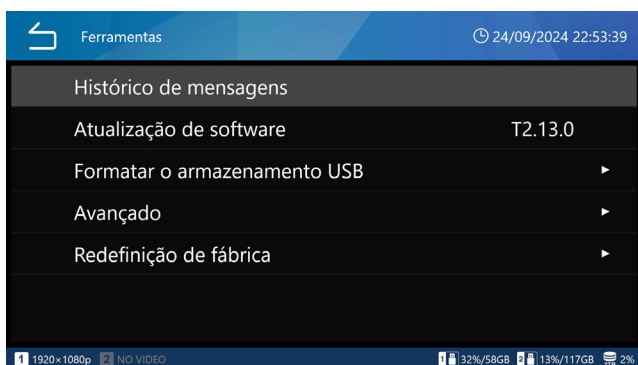 Ferramentas 24/09/2024 22:53:39
Histórico de mensagens
Atualização de software T2.13.0
Formatar o armazenamento USB
Avançado
Redefinição de fábrica
1 1920×1080p 2 NO VIDEO 1 32%/58GB 2 13%/117GB 2TB 2%